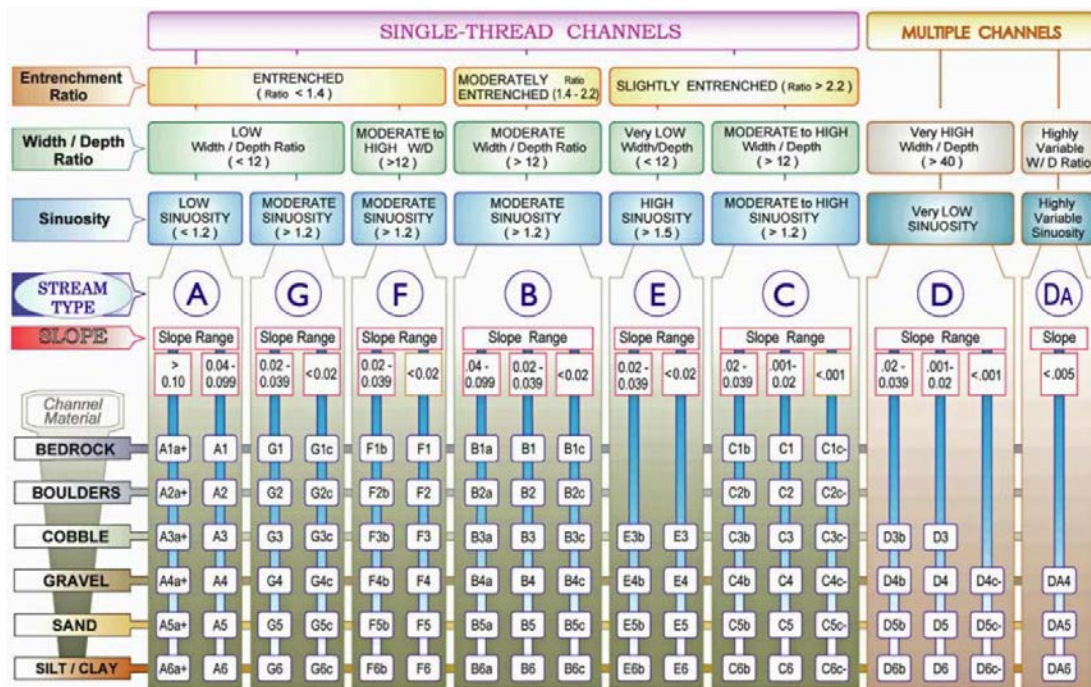 SINGLE-THREAD CHANNELS
MULTIPLE CHANNELS
Entrenchment
Ratio
ENTRENCHED
( Ratio < 1.4 )
MODERATELY Ratio
ENTRENCHED (1.4 - 2.2)
SLIGHTLY ENTRENCHED ( Ratio > 2.2 )
Width / Depth
Ratio
LOW
Width / Depth Ratio
( < 12 )
MODERATE to
HIGH W/D
( >12 )
MODERATE
Width / Depth Ratio
( > 12 )
Very LOW
Width/Depth
( < 12 )
MODERATE to HIGH
Width / Depth
( > 12 )
Very HIGH
Width / Depth
( > 40 )
Highly
Variable
W / D Ratio
Sinuosity
LOW
SINUOSITY
( < 1.2 )
MODERATE
SINUOSITY
( > 1.2 )
MODERATE
SINUOSITY
( > 1.2 )
MODERATE
SINUOSITY
( > 1.2 )
HIGH
SINUOSITY
( > 1.5 )
MODERATE to HIGH
SINUOSITY
( > 1.2 )
Very LOW
SINUOSITY
Highly
Variable
Sinuosity
STREAM
TYPE
A G F B E C D DA
SLOPE
Slope Range Slope Range Slope Range Slope Range Slope Range Slope Range Slope Range Slope
> 0.10
0.04 - 0.099
0.02 - 0.039
<0.02
0.02 - 0.039
<0.02
.04 - 0.099
0.02 - 0.039
<0.02
0.02 - 0.039
<0.02
.02 - 0.039
.001- 0.02
<.001
.02 - 0.039
.001- 0.02
<.001
<.005
Channel
Material
BEDROCK A1a+ A1 G1 G1c F1b F1 B1a B1 B1c C1b C1 C1c-
BOULDERS A2a+ A2 G2 G2c F2b F2 B2a B2 B2c C2b C2 C2c-
COBBLE A3a+ A3 G3 G3c F3b F3 B3a B3 B3c E3b E3 C3b C3 C3c- D3b D3
GRAVEL A4a+ A4 G4 G4c F4b F4 B4a B4 B4c E4b E4 C4b C4 C4c- D4b D4 D4c- DA4
SAND A5a+ A5 G5 G5c F5b F5 B5a B5 B5c E5b E5 C5b C5 C5c- D5b D5 D5c- DA5
SILT / CLAY A6a+ A6 G6 G6c F6b F6 B6a B6 B6c E6b E6 C6b C6 C6c- D6b D6 D6c- DA6